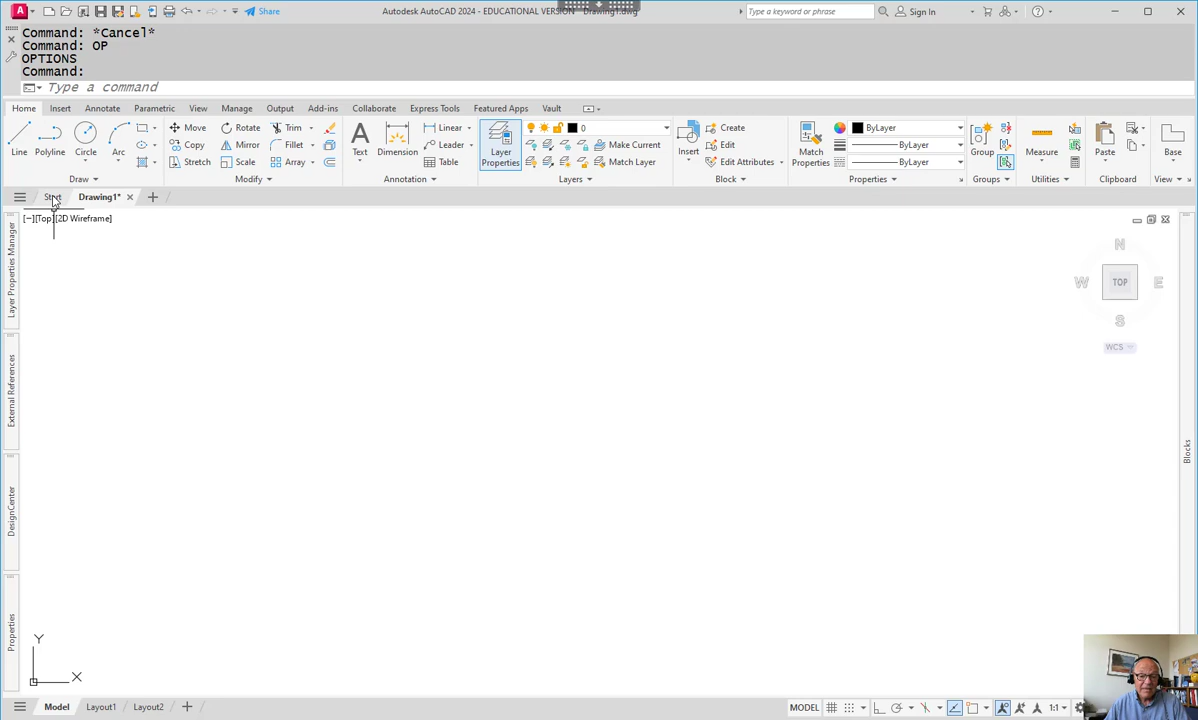 Share
Autodesk AutoCAD 2024 - EDUCATIONAL VERSION Drawing1.dwg
Type a keyword or phrase
Sign In
Command: *Cancel*
Command: OP
OPTIONS
Command:
Type a command
Home Insert Annotate Parametric View Manage Output Add-ins Collaborate Express Tools Featured Apps Vault
Line Polyline Circle Arc
Move Rotate Trim
Copy Mirror Fillet
Stretch Scale Array
Text Dimension
Linear
Leader
Table
Layer Properties
0
Make Current
Match Layer
Insert
Create
Edit
Edit Attributes
Match Properties
ByLayer
ByLayer
ByLayer
Group
Measure
Paste
Base
Draw Modify Annotation Layers Block Properties Groups Utilities Clipboard View
Start Drawing1*
[−][Top][2D Wireframe]
N
W TOP E
S
WCS
Layer Properties Manager
External References
DesignCenter
Properties
Blocks
Y
X
Model Layout1 Layout2
MODEL
1:1